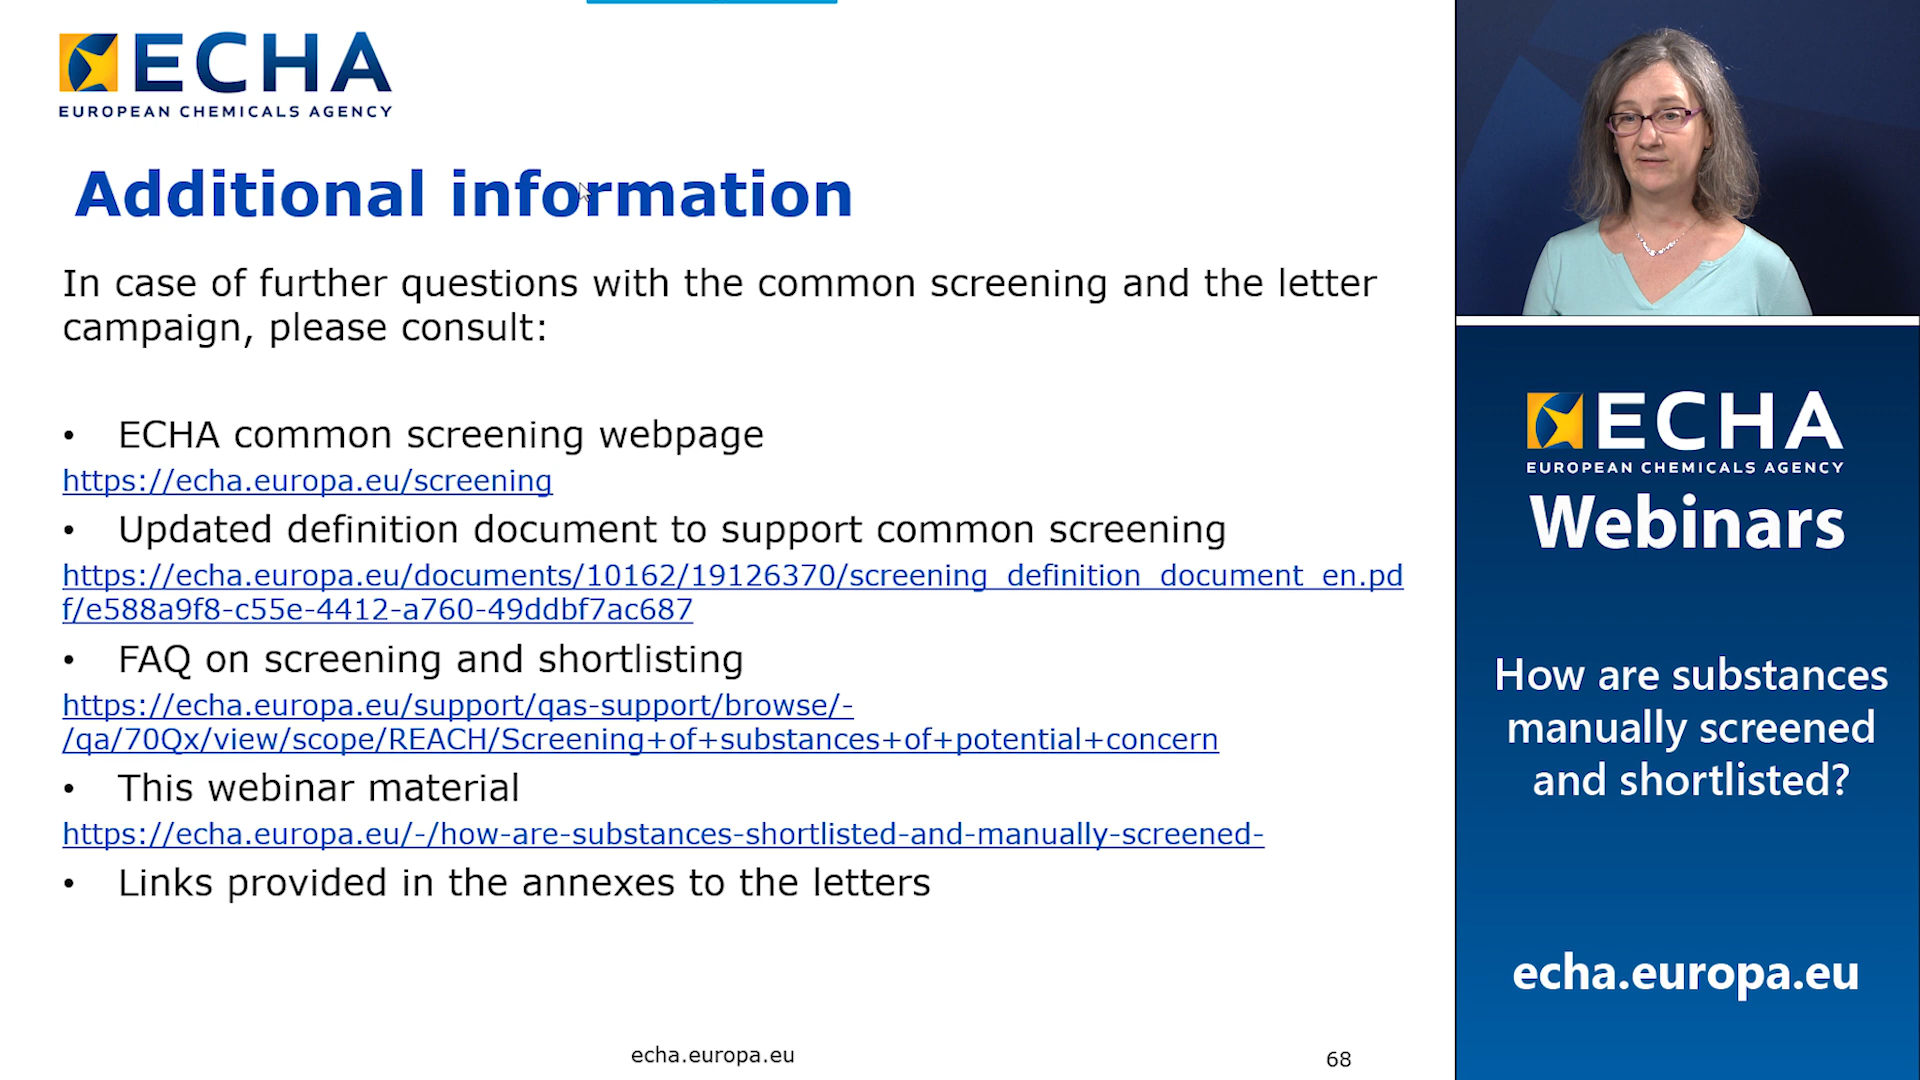 ECHA
EUROPEAN CHEMICALS AGENCY
Additional information
In case of further questions with the common screening and the letter
campaign, please consult:
• ECHA common screening webpage
https://echa.europa.eu/screening
• Updated definition document to support common screening
https://echa.europa.eu/documents/10162/19126370/screening_definition_document_en.pd
f/e588a9f8-c55e-4412-a760-49ddbf7ac687
• FAQ on screening and shortlisting
https://echa.europa.eu/support/qas-support/browse/-
/qa/70Qx/view/scope/REACH/Screening+of+substances+of+potential+concern
• This webinar material
https://echa.europa.eu/-/how-are-substances-shortlisted-and-manually-screened-
• Links provided in the annexes to the letters
echa.europa.eu
68
ECHA
EUROPEAN CHEMICALS AGENCY
Webinars
How are substances
manually screened
and shortlisted?
echa.europa.eu